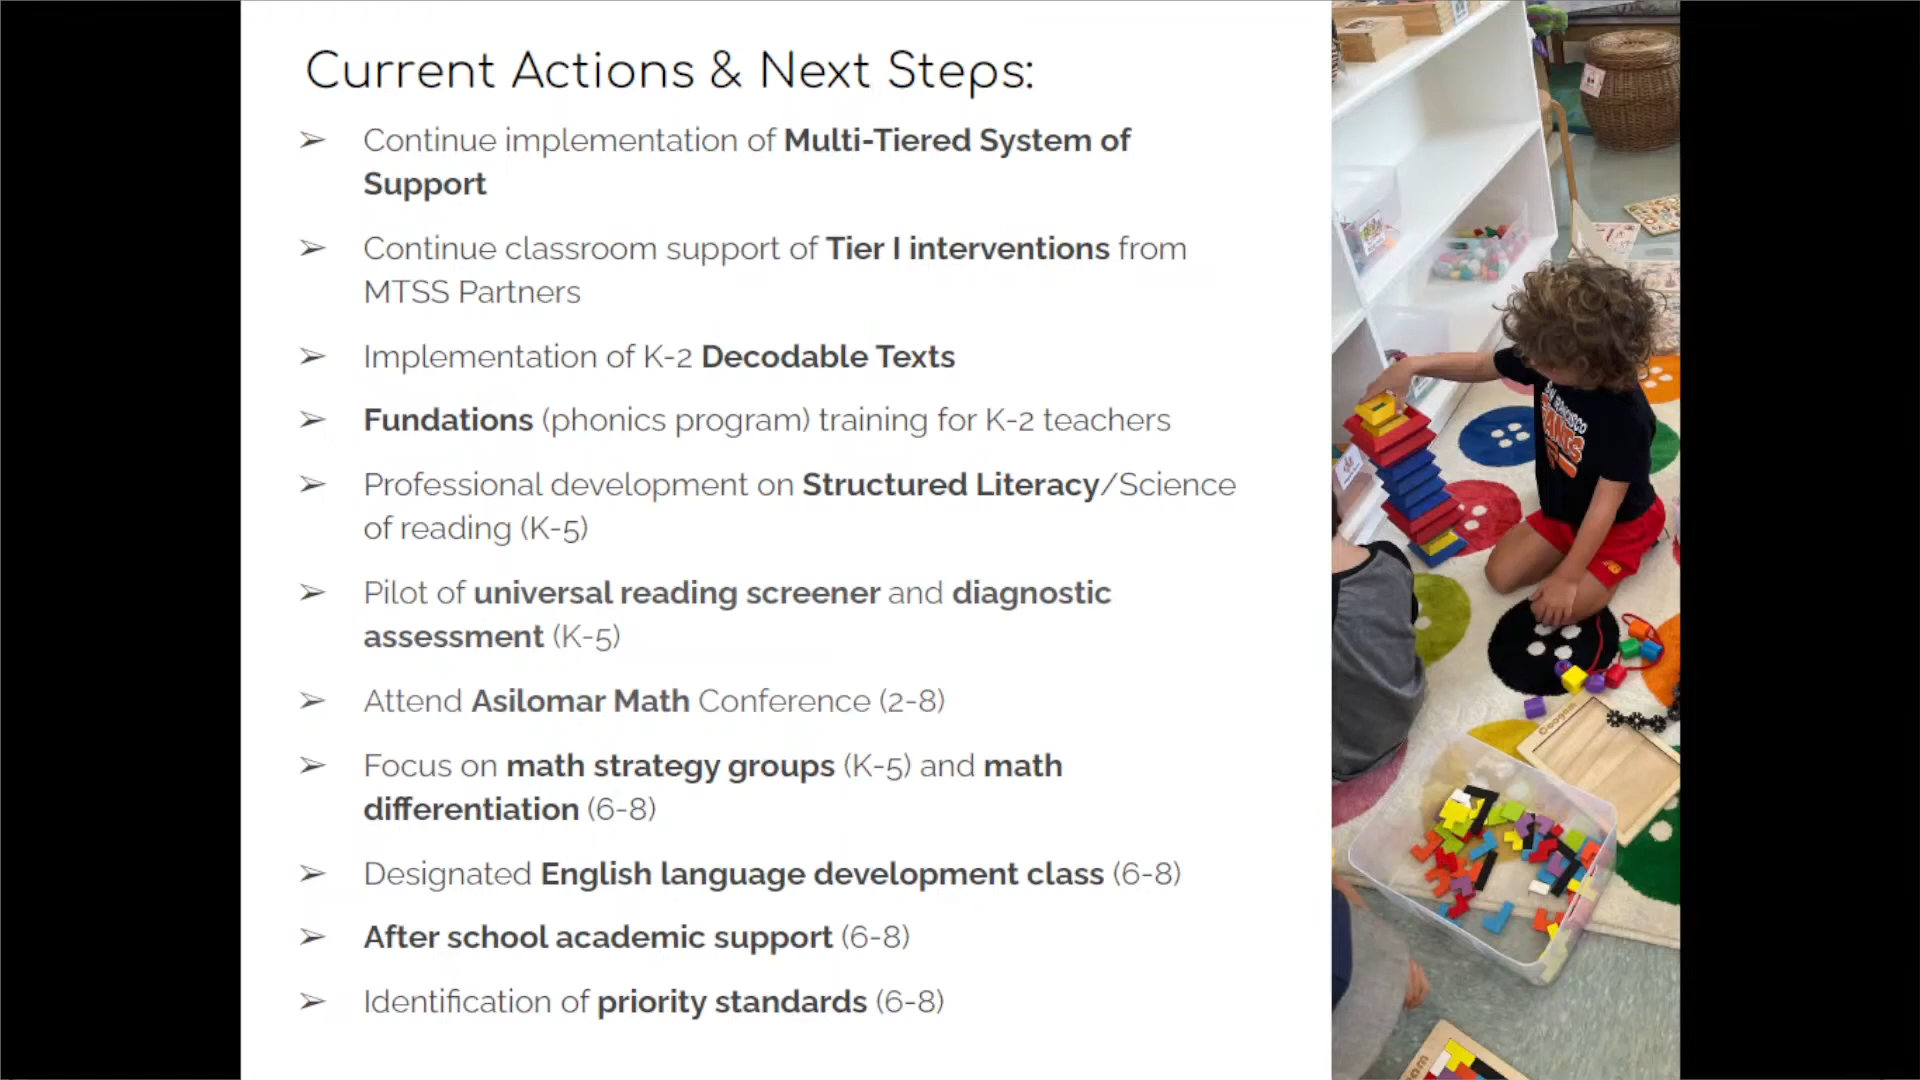 Current Actions & Next Steps:
➢ Continue implementation of Multi-Tiered System of
Support
➢ Continue classroom support of Tier I interventions from
MTSS Partners
➢ Implementation of K-2 Decodable Texts
➢ Fundations (phonics program) training for K-2 teachers
➢ Professional development on Structured Literacy/Science
of reading (K-5)
➢ Pilot of universal reading screener and diagnostic
assessment (K-5)
➢ Attend Asilomar Math Conference (2-8)
➢ Focus on math strategy groups (K-5) and math
differentiation (6-8)
➢ Designated English language development class (6-8)
➢ After school academic support (6-8)
➢ Identification of priority standards (6-8)